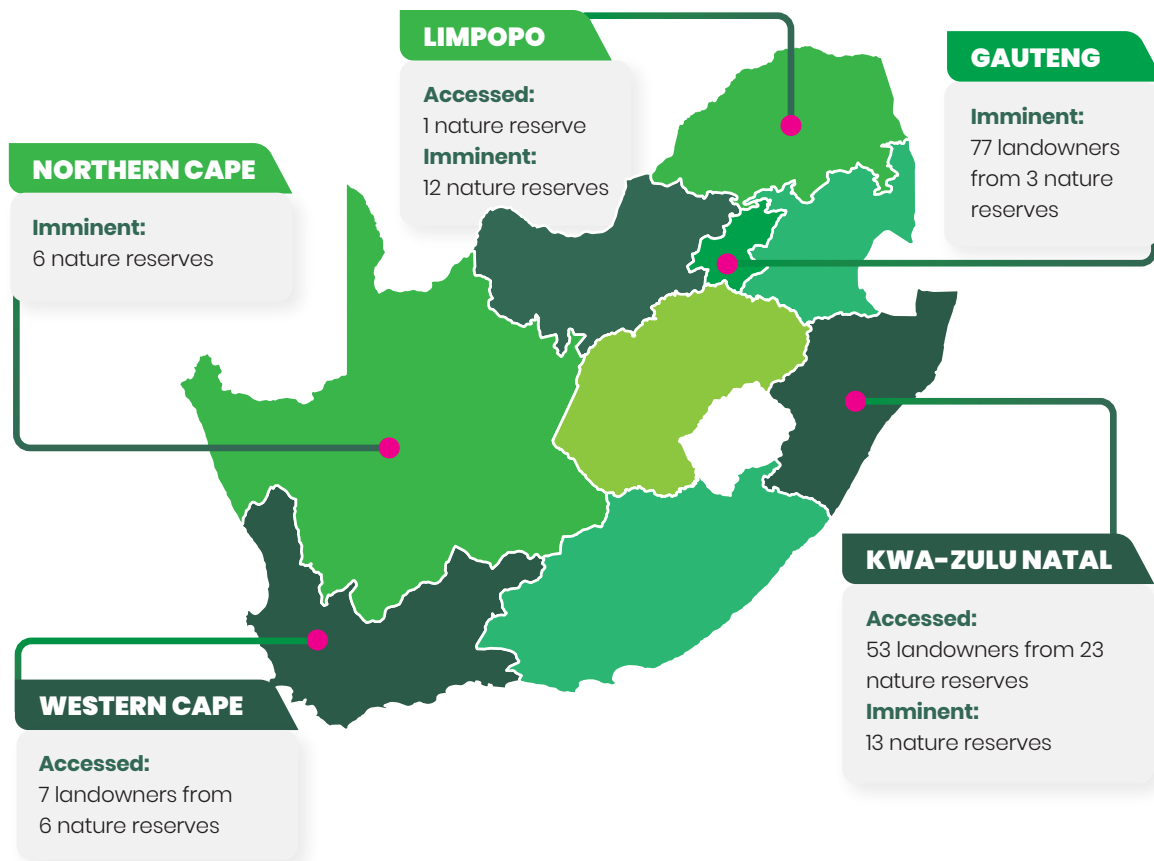 LIMPOPO
Accessed:
1 nature reserve
Imminent:
12 nature reserves
GAUTENG
Imminent:
77 landowners
from 3 nature
reserves
NORTHERN CAPE
Imminent:
6 nature reserves
KWA-ZULU NATAL
Accessed:
53 landowners from 23
nature reserves
Imminent:
13 nature reserves
WESTERN CAPE
Accessed:
7 landowners from
6 nature reserves